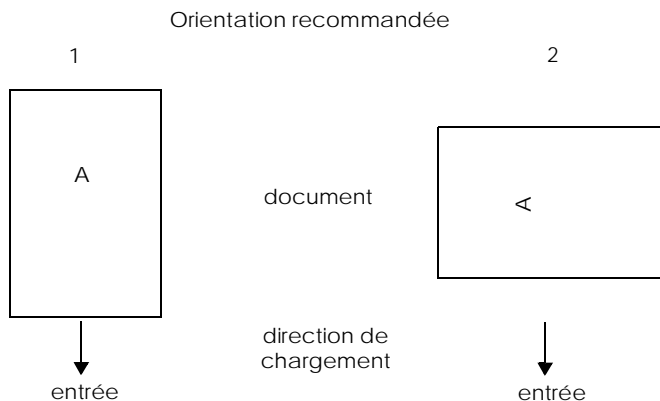 Orientation recommandée
1
2
A
document
A
direction de
chargement
entrée
entrée